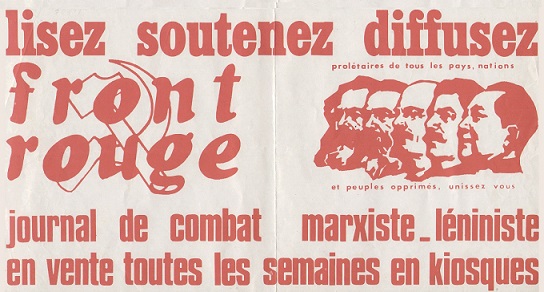 lisez soutenez diffusez
front
rouge
prolétaires de tous les pays, nations
et peuples opprimés, unissez vous
journal de combat marxiste_léniniste
en vente toutes les semaines en kiosques